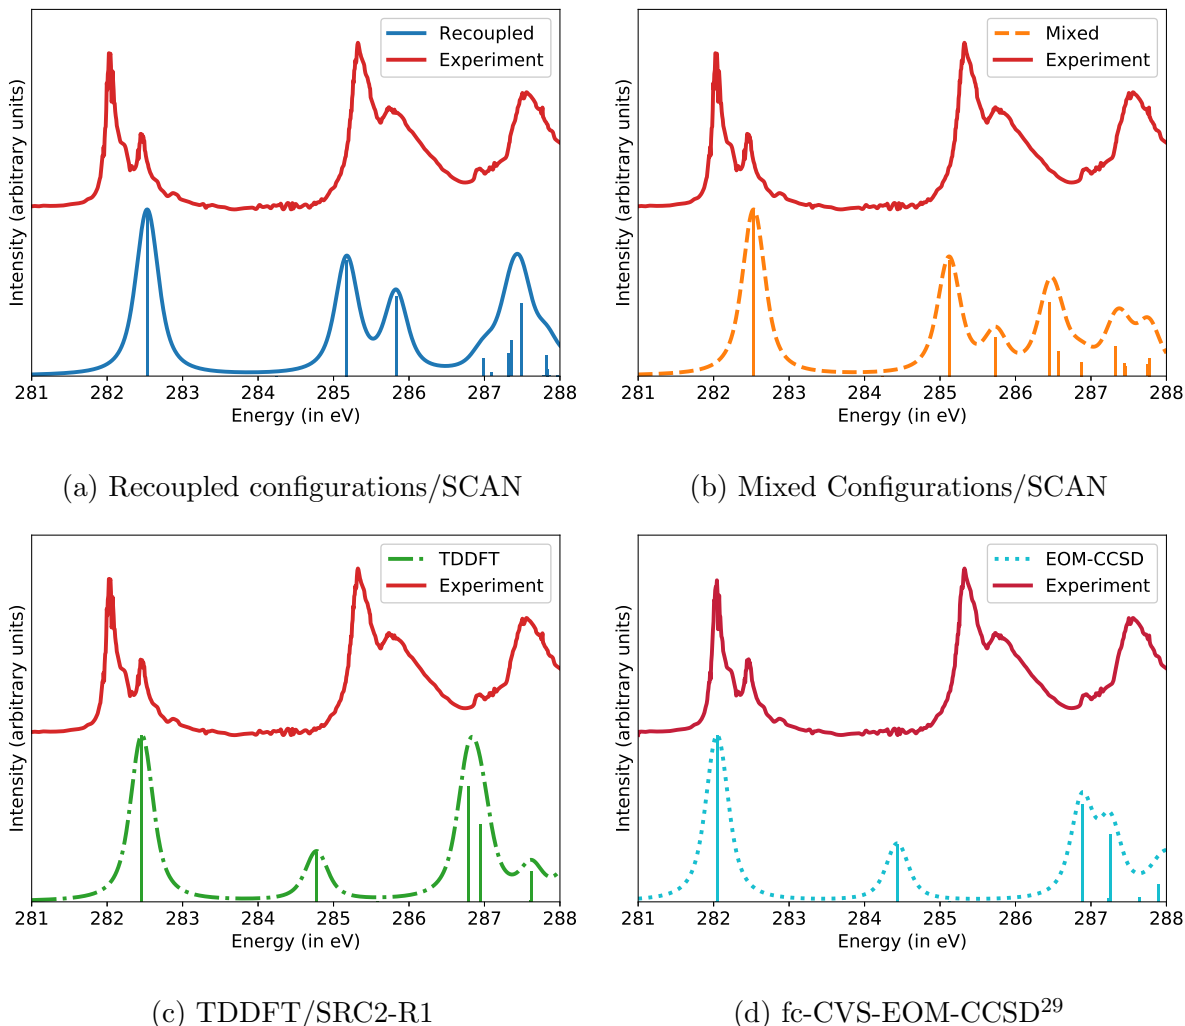 Recoupled
Experiment
Intensity (arbitrary units)
281 282 283 284 285 286 287 288
Energy (in eV)
(a) Recoupled configurations/SCAN
Mixed
Experiment
Intensity (arbitrary units)
281 282 283 284 285 286 287 288
Energy (in eV)
(b) Mixed Configurations/SCAN
TDDFT
Experiment
Intensity (arbitrary units)
281 282 283 284 285 286 287 288
Energy (in eV)
(c) TDDFT/SRC2-R1
EOM-CCSD
Experiment
Intensity (arbitrary units)
281 282 283 284 285 286 287 288
Energy (in eV)
(d) fc-CVS-EOM-CCSD²⁹